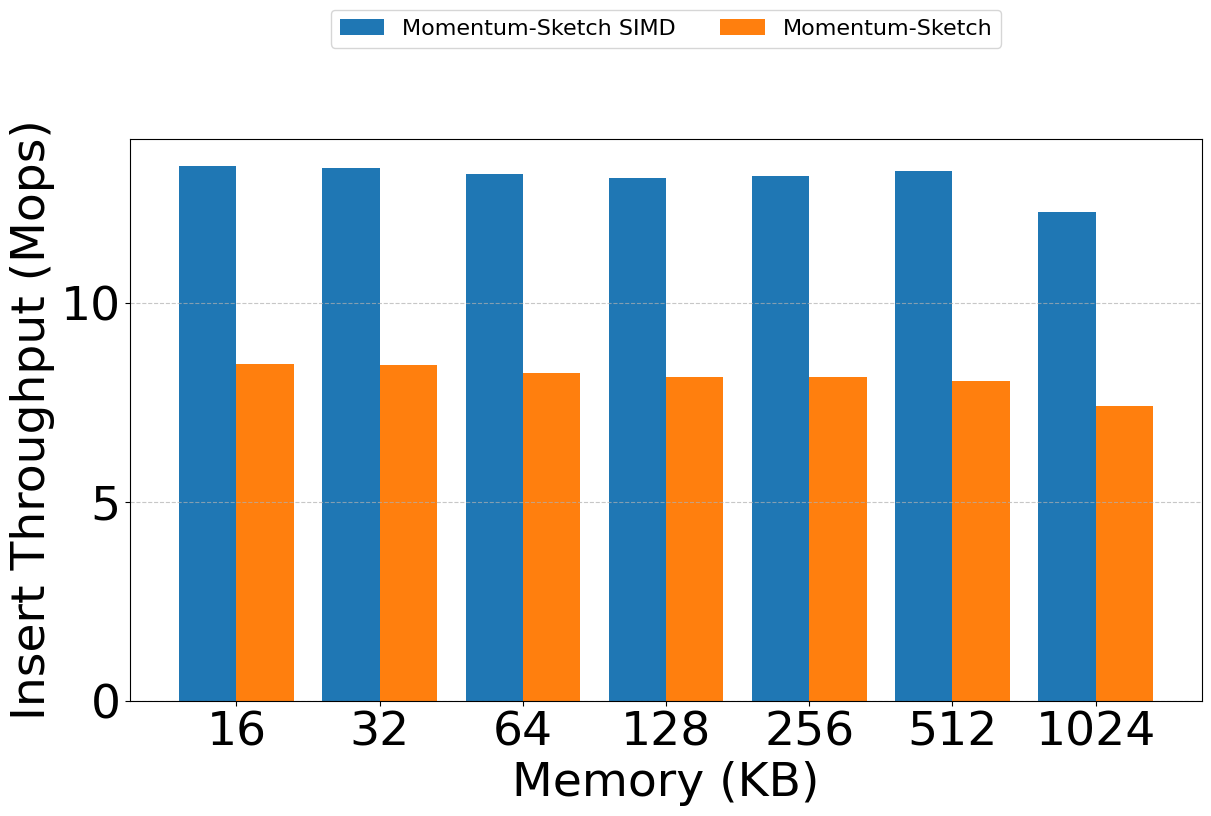 Momentum-Sketch SIMD
Momentum-Sketch
Insert Throughput (Mops)
10
5
0
16 32 64 128 256 512 1024
Memory (KB)